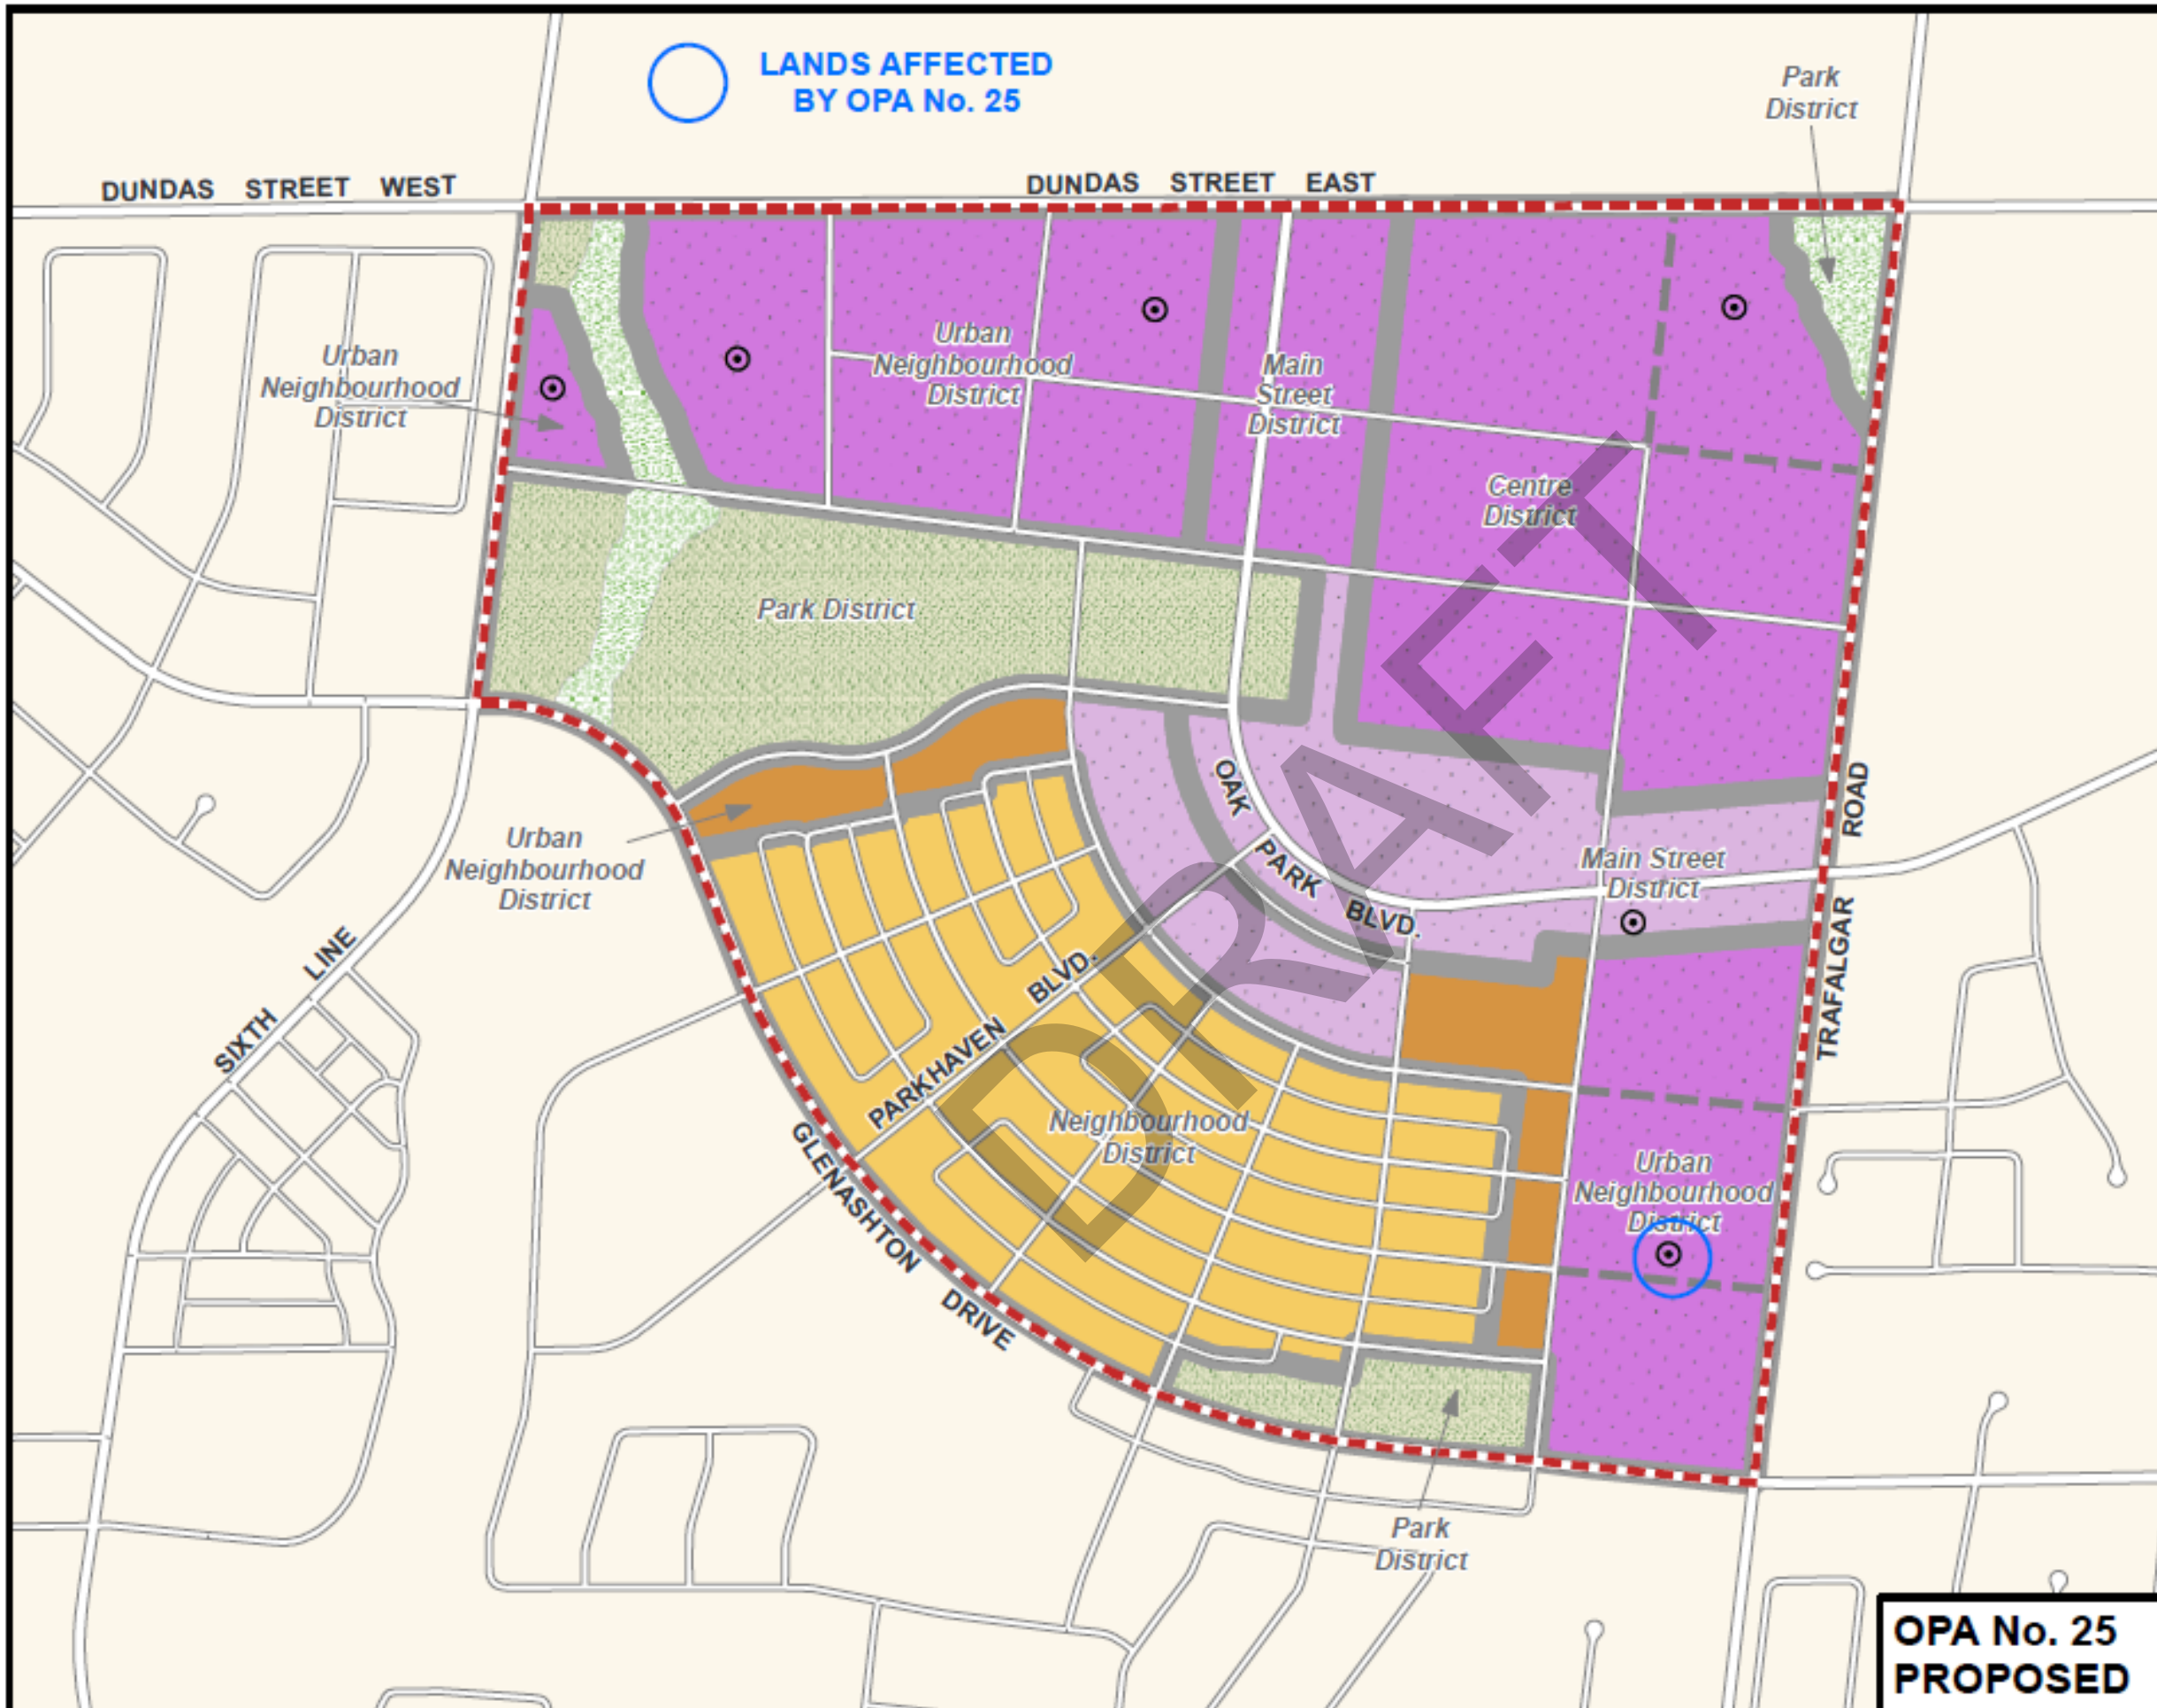 LANDS AFFECTED
BY OPA No. 25
Park
District
DUNDAS STREET WEST
DUNDAS STREET EAST
Urban
Neighbourhood
District
Urban
Neighbourhood
District
Main
Street
District
Centre
District
Park District
OAK
PARK
BLVD.
Urban
Neighbourhood
District
Main Street
District
TRAFALGAR ROAD
SIXTH LINE
PARKHAVEN BLVD.
Neighbourhood
District
GLENASHTON DRIVE
Urban
Neighbourhood
District
Park
District
DRAFT
OPA No. 25
PROPOSED